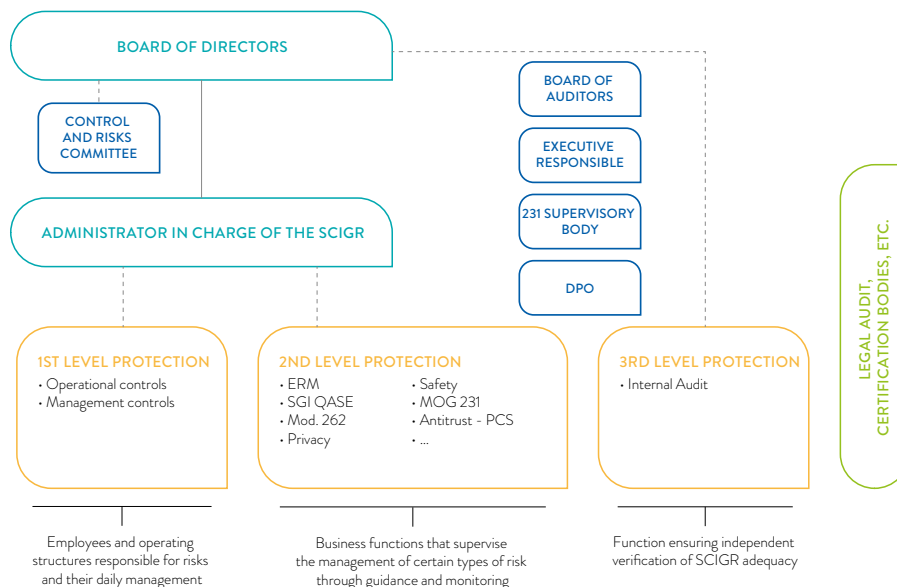 BOARD OF DIRECTORS
CONTROL
AND RISKS
COMMITTEE
BOARD OF
AUDITORS
EXECUTIVE
RESPONSIBLE
231 SUPERVISORY
BODY
DPO
ADMINISTRATOR IN CHARGE OF THE SCIGR
LEGAL AUDIT,
CERTIFICATION BODIES, ETC.
1ST LEVEL PROTECTION
• Operational controls
• Management controls
2ND LEVEL PROTECTION
• ERM
• SGI QASE
• Mod. 262
• Privacy
• Safety
• MOG 231
• Antitrust - PCS
• ...
3RD LEVEL PROTECTION
• Internal Audit
Employees and operating
structures responsible for risks
and their daily management
Business functions that supervise
the management of certain types of risk
through guidance and monitoring
Function ensuring independent
verification of SCIGR adequacy